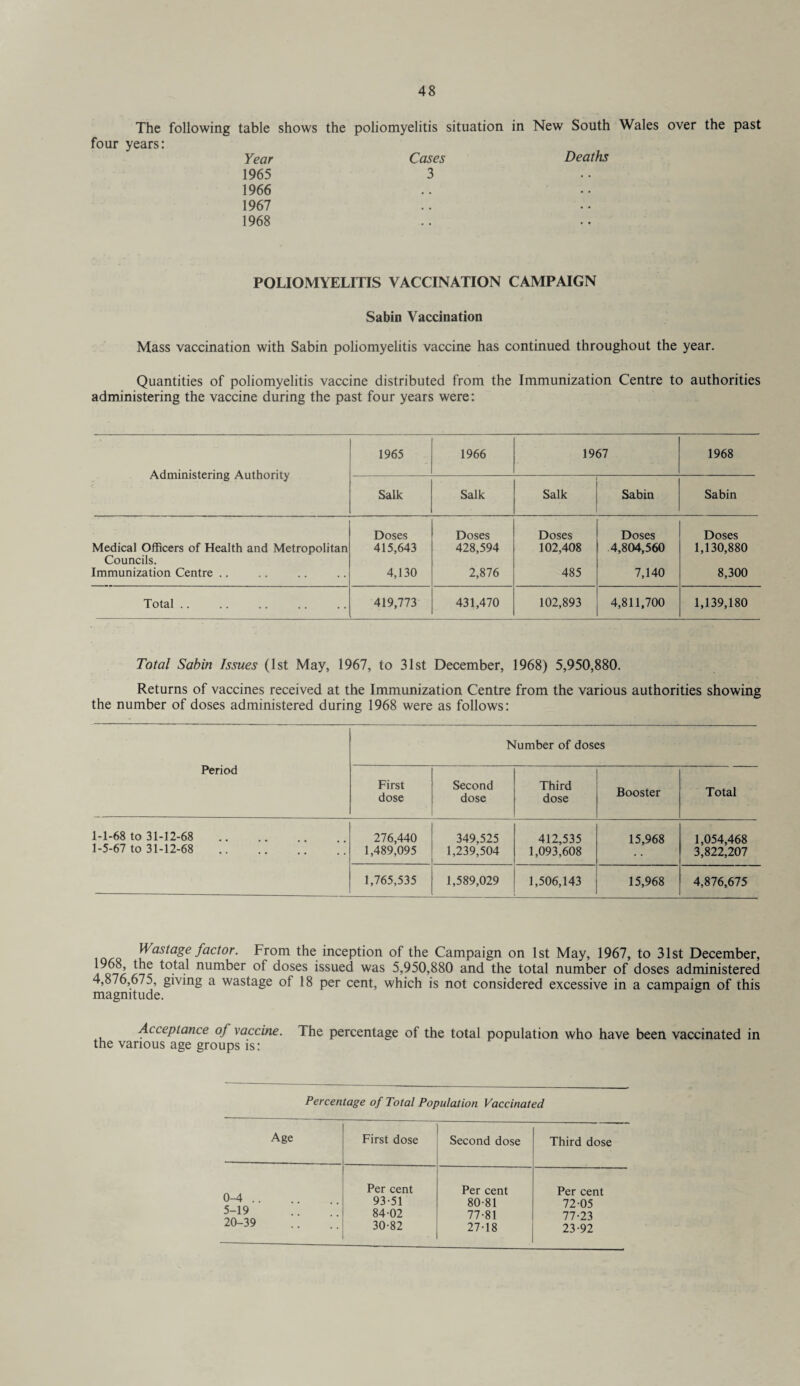 48
The following table shows the poliomyelitis situation in New South Wales over the past
four years:
Year Cases Deaths
1965 3 . .
1966 . . . .
1967 . . . .
1968 . . . .
POLIOMYELITIS VACCINATION CAMPAIGN
Sabin Vaccination
Mass vaccination with Sabin poliomyelitis vaccine has continued throughout the year.
Quantities of poliomyelitis vaccine distributed from the Immunization Centre to authorities
administering the vaccine during the past four years were:
Administering Authority 1965 1966 1967 1968
Salk Salk Salk Sabin Sabin
Doses Doses Doses Doses Doses
Medical Officers of Health and Metropolitan 415,643 428,594 102,408 4,804,560 1,130,880
Councils.
Immunization Centre . . . . . . . . 4,130 2,876 485 7,140 8,300
Total . . . . . . . . . . 419,773 431,470 102,893 4,811,700 1,139,180
Total Sabin Issues (1st May, 1967, to 31st December, 1968) 5,950,880.
Returns of vaccines received at the Immunization Centre from the various authorities showing
the number of doses administered during 1968 were as follows:
Period Number of doses
First dose Second dose Third dose Booster Total
1-1-68 to 31-12-68 . . . . . . . . 276,440 349,525 412,535 15,968 1,054,468
1-5-67 to 31-12-68 . . . . . . . . 1,489,095 1,239,504 1,093,608 . . 3,822,207
1,765,535 1,589,029 1,506,143 15,968 4,876,675
Wastage factor. From the inception of the Campaign on 1st May, 1967, to 31st December,
1968, the total number of doses issued was 5,950,880 and the total number of doses administered
4,876,675, giving a wastage of 18 per cent, which is not considered excessive in a campaign of this
magnitude.
Acceptance of vaccine. The percentage of the total population who have been vaccinated in
the various age groups is:
Percentage of Total Population Vaccinated
Age First dose Second dose Third dose
Per cent Per cent Per cent
0–4 . . . . . . 93·51 80·81 72·05
5–19 . . . . 84·02 77·81 77·23
20–39 . . . . 30·82 27·18 23·92